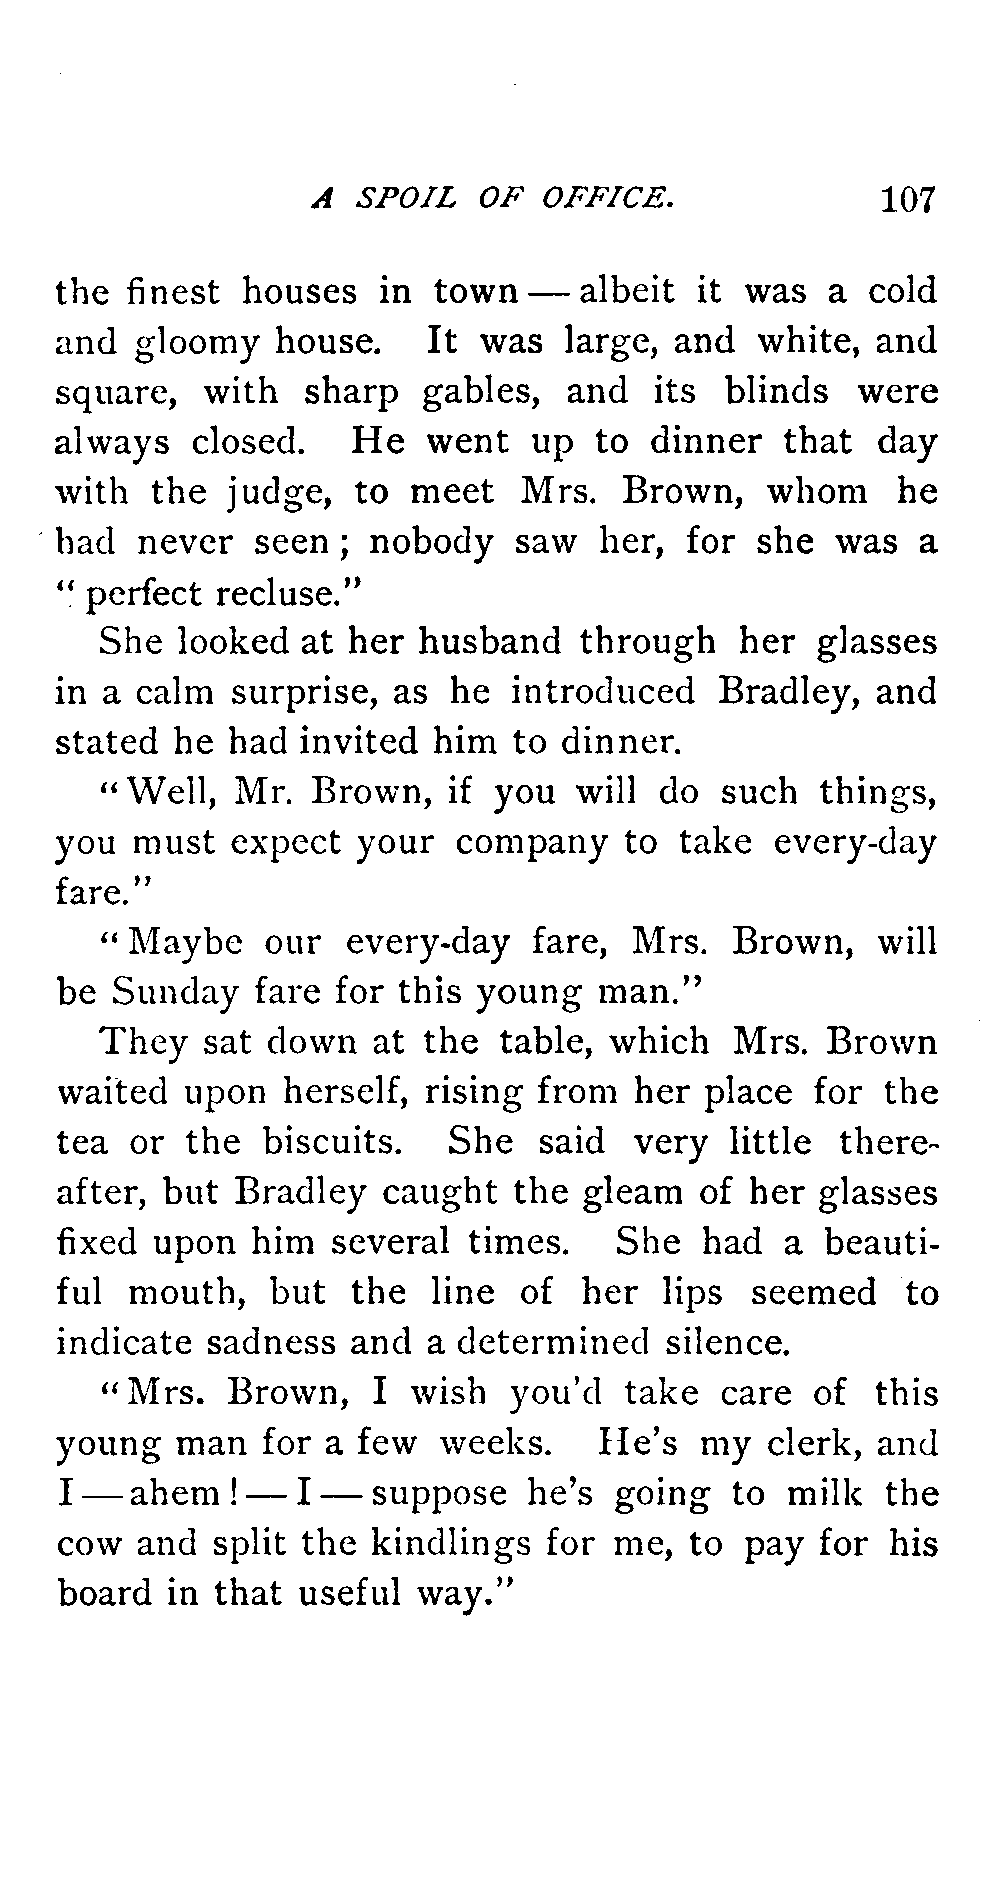 A SPOIL OF OFFICE. 107
the finest houses in town — albeit it was a cold
and gloomy house. It was large, and white, and
square, with sharp gables, and its blinds were
always closed. He went up to dinner that day
with the judge, to meet Mrs. Brown, whom he
had never seen; nobody saw her, for she was a
"perfect recluse."
She looked at her husband through her glasses
in a calm surprise, as he introduced Bradley, and
stated he had invited him to dinner.
"Well, Mr. Brown, if you will do such things,
you must expect your company to take every-day
fare."
"Maybe our every-day fare, Mrs. Brown, will
be Sunday fare for this young man."
They sat down at the table, which Mrs. Brown
waited upon herself, rising from her place for the
tea or the biscuits. She said very little there-
after, but Bradley caught the gleam of her glasses
fixed upon him several times. She had a beauti-
ful mouth, but the line of her lips seemed to
indicate sadness and a determined silence.
"Mrs. Brown, I wish you'd take care of this
young man for a few weeks. He's my clerk, and
I — ahem! — I — suppose he's going to milk the
cow and split the kindlings for me, to pay for his
board in that useful way."